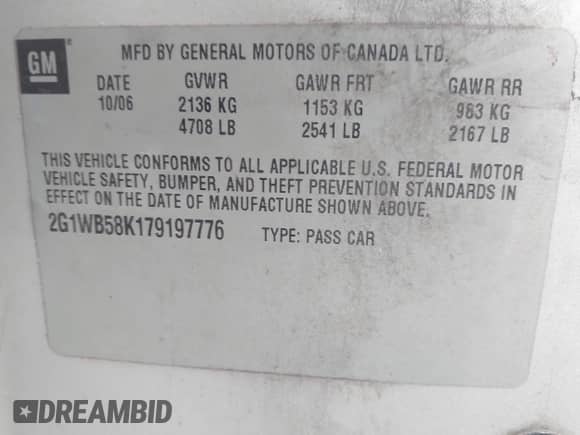 GM
MFD BY GENERAL MOTORS OF CANADA LTD.
DATE GVWR GAWR FRT GAWR RR
10/06 2136 KG 1153 KG 983 KG
4708 LB 2541 LB 2167 LB
THIS VEHICLE CONFORMS TO ALL APPLICABLE U.S. FEDERAL MOTOR
VEHICLE SAFETY, BUMPER, AND THEFT PREVENTION STANDARDS IN
EFFECT ON THE DATE OF MANUFACTURE SHOWN ABOVE.
2G1WB58K179197776 TYPE: PASS CAR
DREAMBID